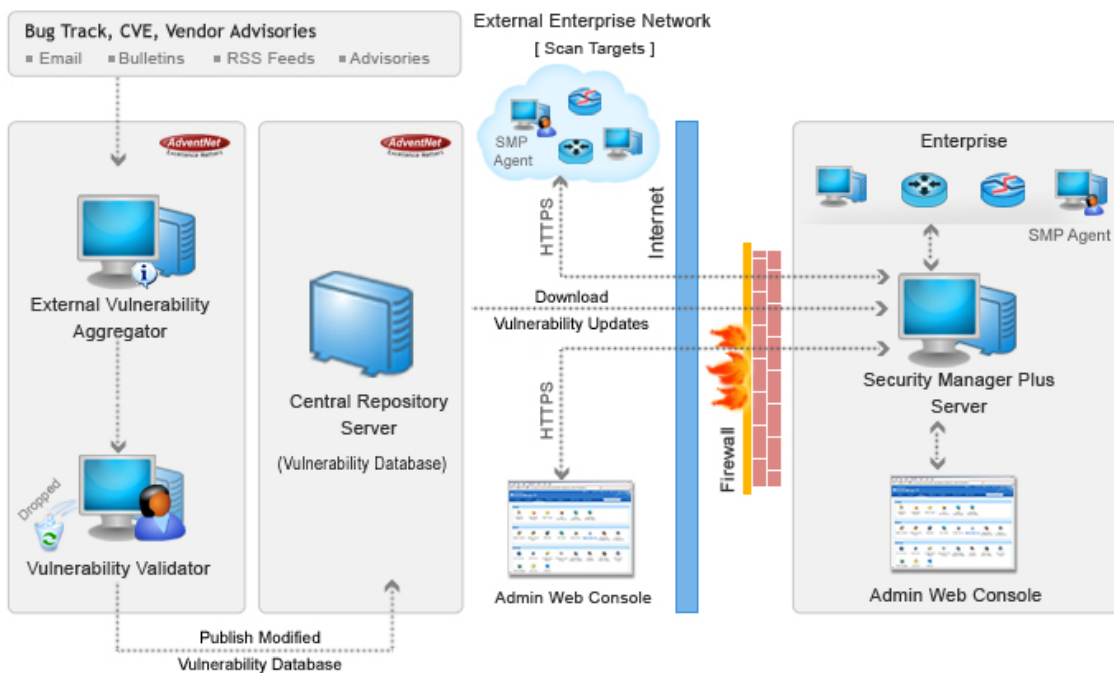 Bug Track, CVE, Vendor Advisories
Email
Bulletins
RSS Feeds
Advisories
AdventNet
External Vulnerability
Aggregator
Dropped
Vulnerability Validator
Publish Modified
Vulnerability Database
AdventNet
Central Repository
Server
(Vulnerability Database)
External Enterprise Network
[ Scan Targets ]
SMP
Agent
HTTPS
Internet
Download
Vulnerability Updates
HTTPS
Admin Web Console
Firewall
Enterprise
SMP Agent
Security Manager Plus
Server
Admin Web Console